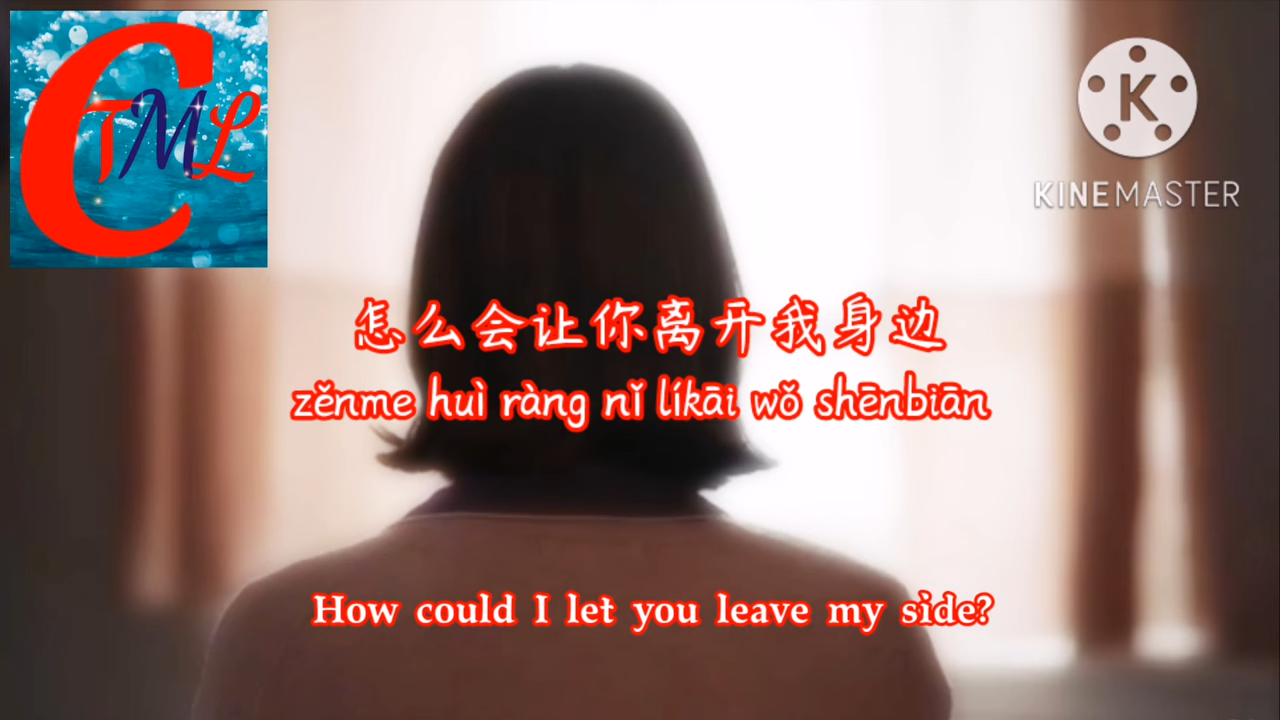 CTML
K
KINEMASTER
怎么会让你离开我身边
zěnme huì ràng nǐ líkāi wǒ shēnbiān
How could I let you leave my side?